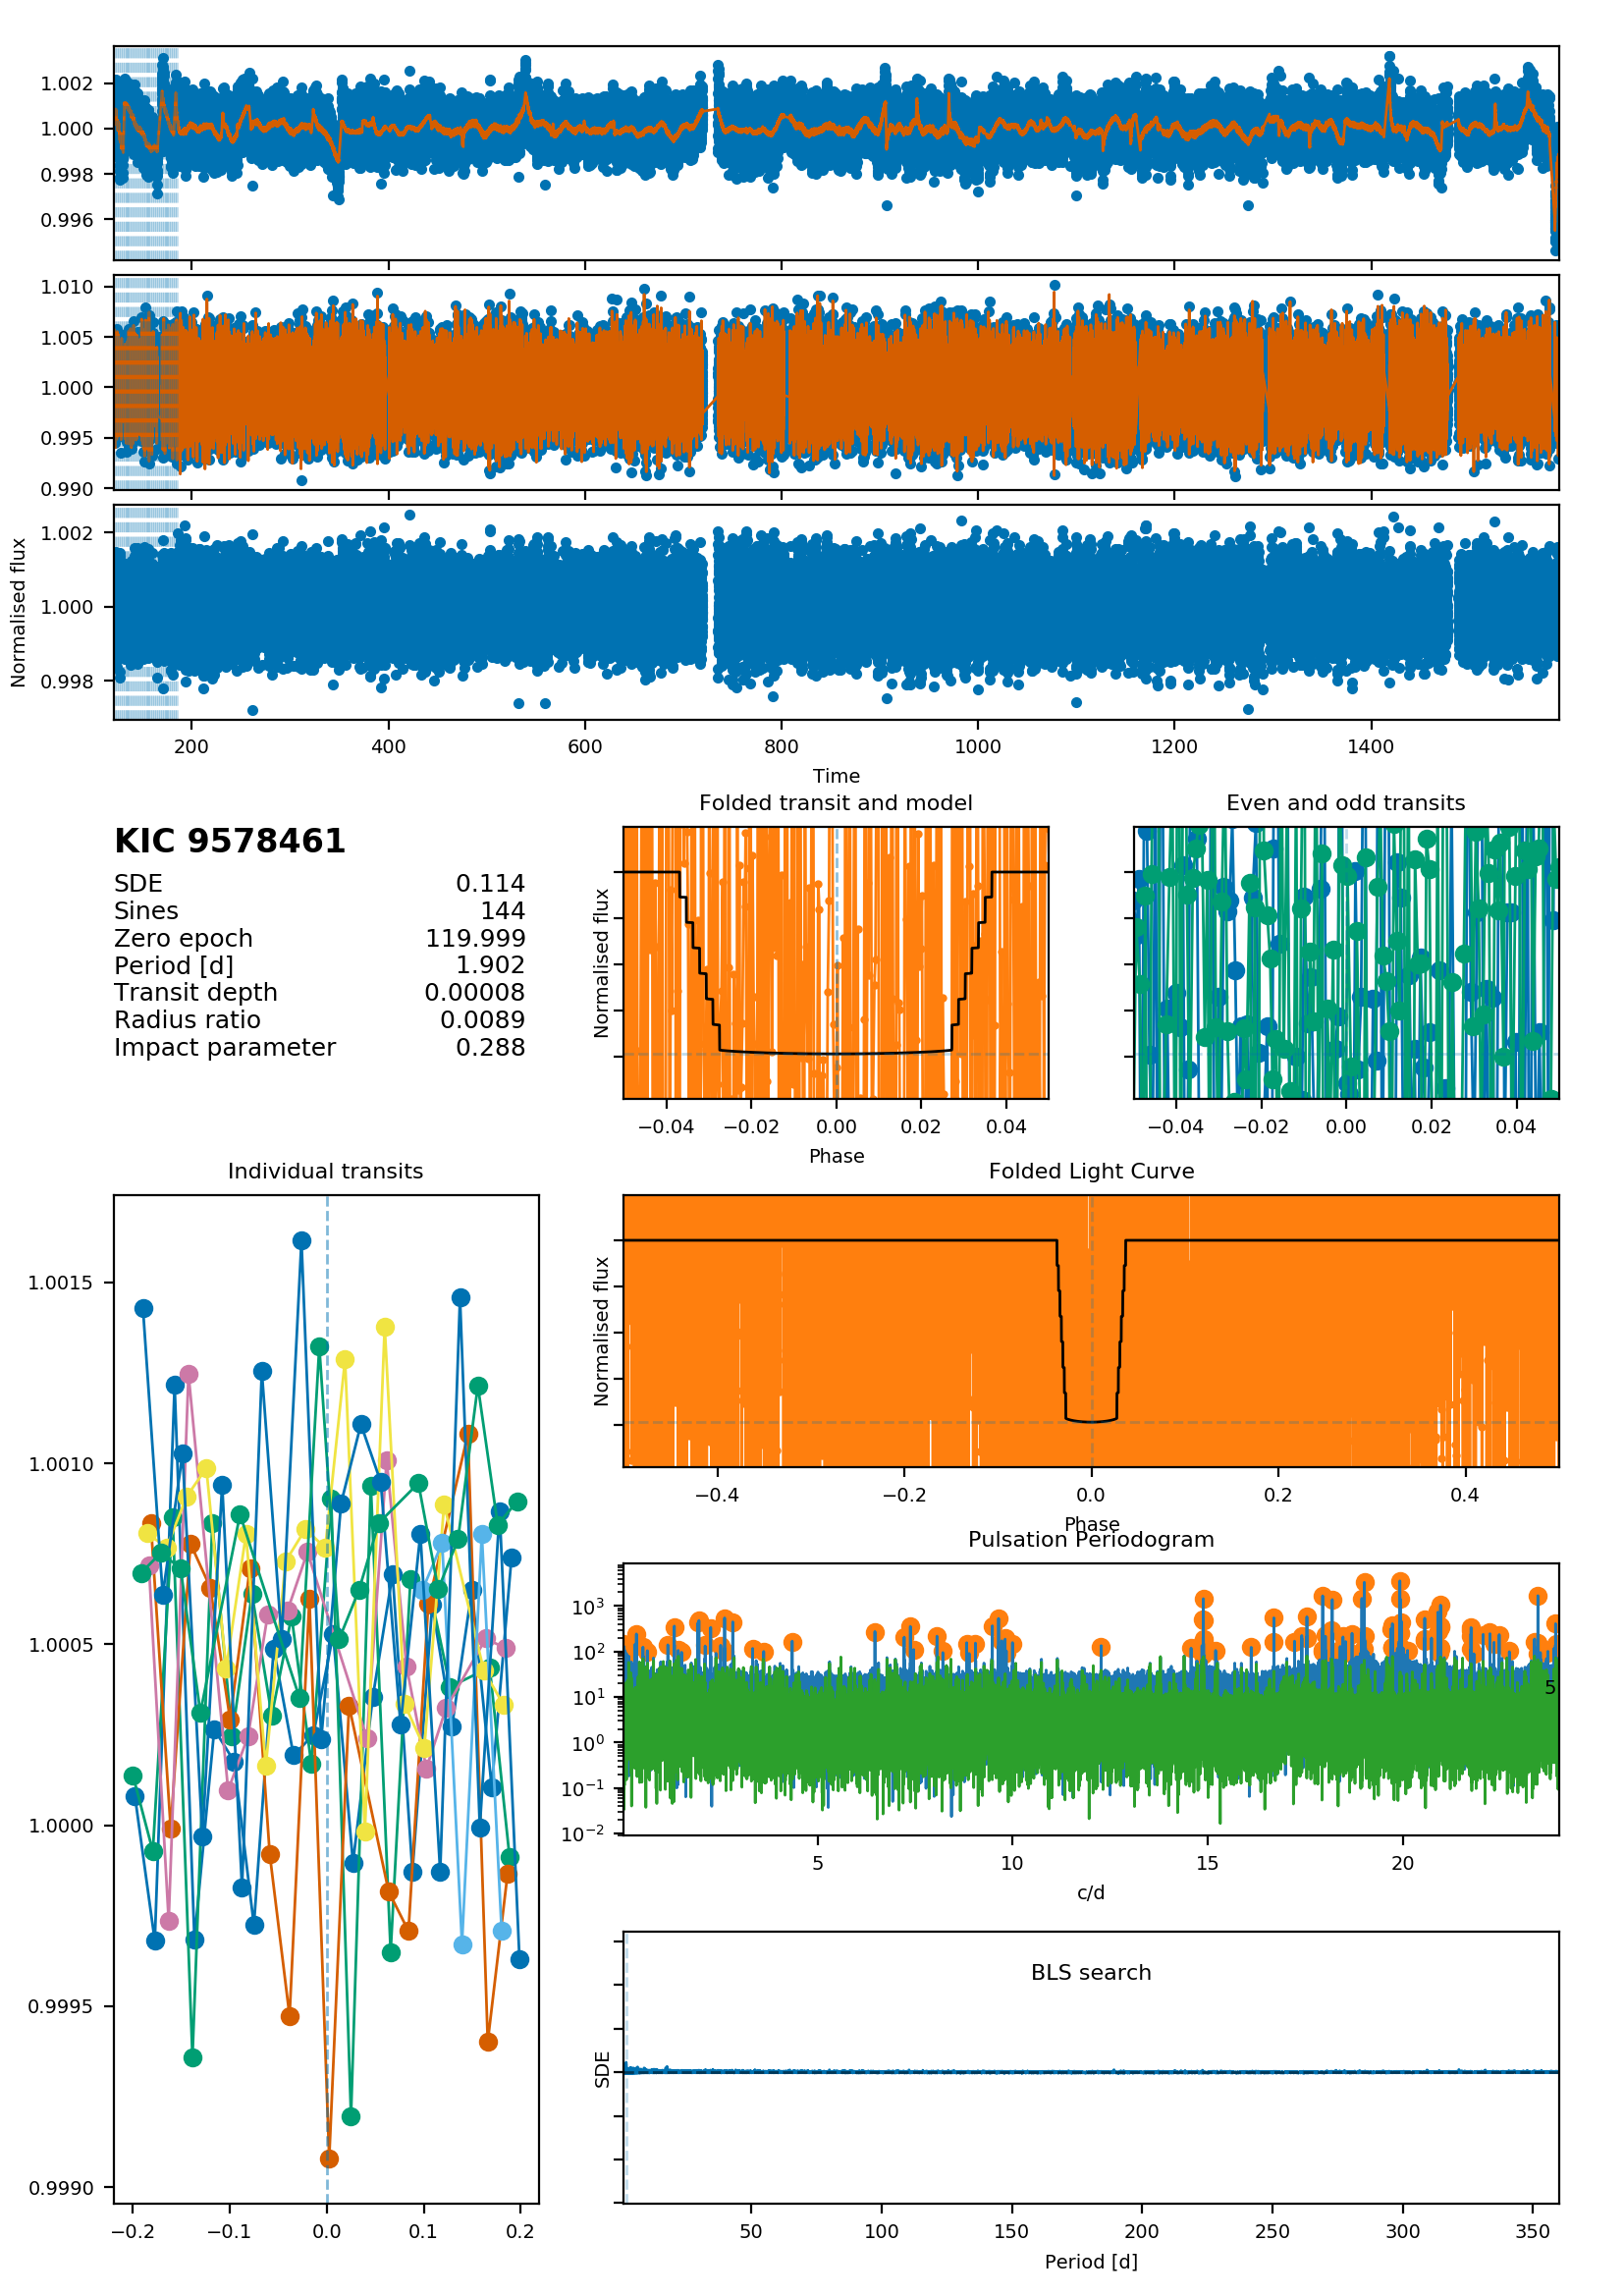 1.002
1.000
0.998
0.996
1.010
1.005
1.000
0.995
0.990
1.002
1.000
0.998
Normalised flux
200 400 600 800 1000 1200 1400
Time
KIC 9578461
SDE 0.114
Sines 144
Zero epoch 119.999
Period [d] 1.902
Transit depth 0.00008
Radius ratio 0.0089
Impact parameter 0.288
Folded transit and model
Normalised flux
−0.04 −0.02 0.00 0.02 0.04
Phase
Even and odd transits
−0.04 −0.02 0.00 0.02 0.04
Individual transits
1.0015
1.0010
1.0005
1.0000
0.9995
0.9990
−0.2 −0.1 0.0 0.1 0.2
Folded Light Curve
Normalised flux
−0.4 −0.2 0.0 0.2 0.4
Phase
Pulsation Periodogram
10³
10²
10¹
10⁰
10⁻¹
10⁻²
5
5 10 15 20
c/d
BLS search
SDE
50 100 150 200 250 300 350
Period [d]